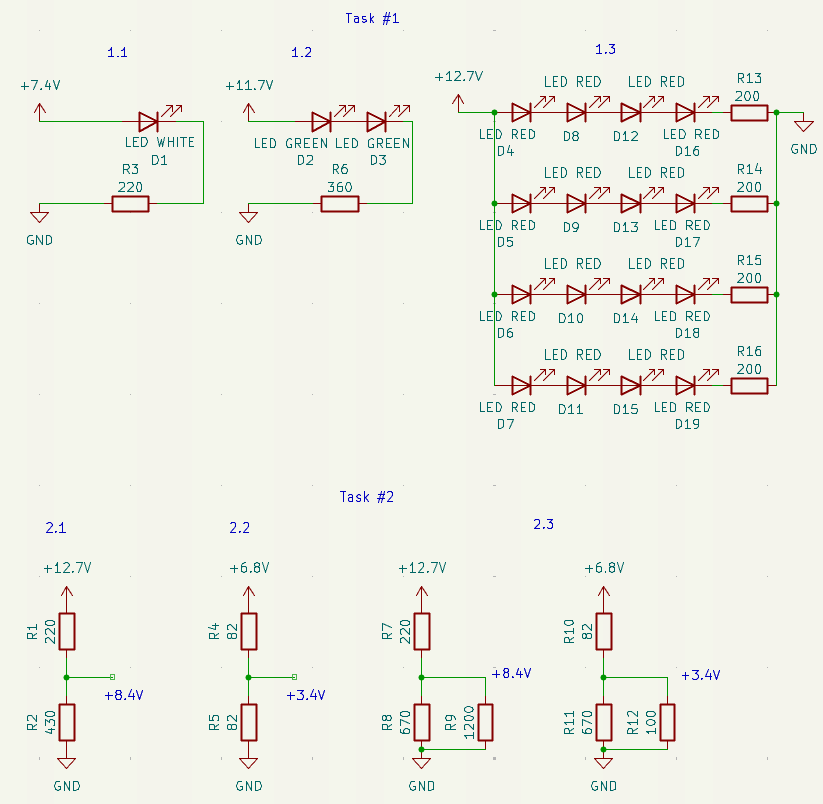 Task #1
1.1
1.2
1.3
+7.4V
+11.7V
+12.7V
LED WHITE
D1
R3
220
GND
LED GREEN LED GREEN
D2 D3
R6
360
GND
LED RED LED RED
R13
200
LED RED D8 D12 LED RED
D4 D16
GND
LED RED LED RED
R14
200
LED RED D9 D13 LED RED
D5 D17
LED RED LED RED
R15
200
LED RED D10 D14 LED RED
D6 D18
LED RED LED RED
R16
200
LED RED D11 D15 LED RED
D7 D19
Task #2
2.1
2.2
2.3
+12.7V
R1
220
+8.4V
R2
430
GND
+6.8V
R4
82
+3.4V
R5
82
GND
+12.7V
R7
220
+8.4V
R8
670
R9
1200
GND
+6.8V
R10
82
+3.4V
R11
670
R12
100
GND